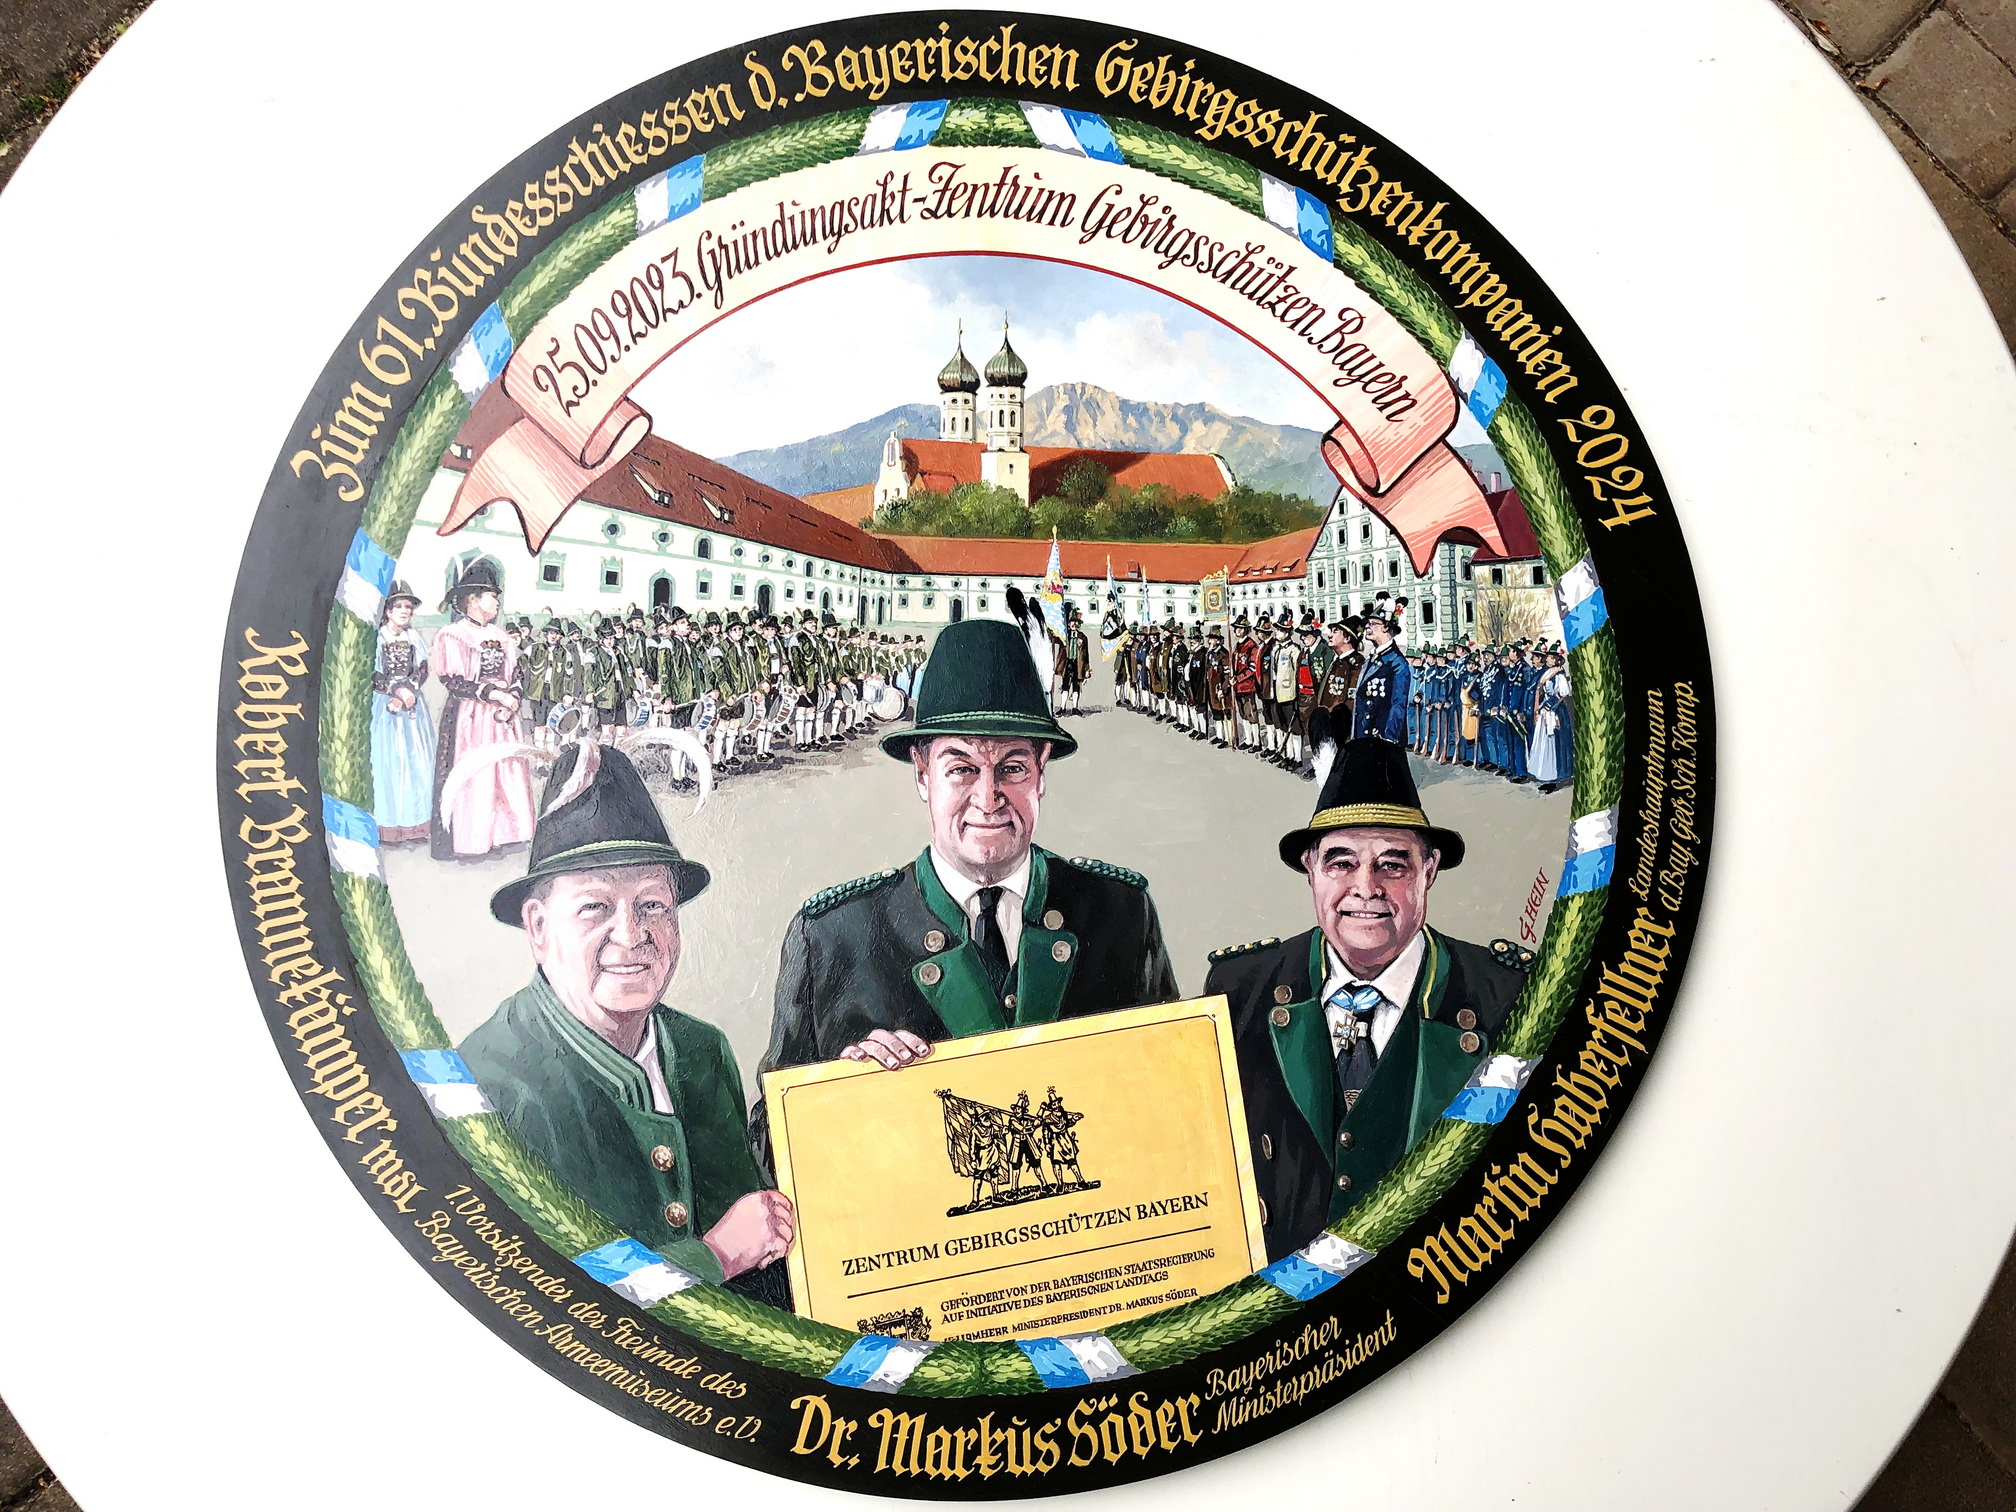 Zum 61. Bundesschiessen d. Bayerischen Gebirgsschützenkompanien 2024
25.09.2023. Gründungsakt-Zentrum Gebirgsschützen Bayern
G.HEIN
ZENTRUM GEBIRGSSCHÜTZEN BAYERN
GEFÖRDERT VON DER BAYERISCHEN STAATSREGIERUNG
AUF INITIATIVE DES BAYERISCHEN LANDTAGS
MINISTERPRESIDENT DR. MARKUS SÖDER
Robert Brannekämper MdL
1. Vorsitzender der Freunde des
Bayerischen Armeemuseums e.V.
Dr. Markus Söder
Bayerischer
Ministerpräsident
Martin Haberfellner
Landeshauptmann
d. Bay. Geb. Sch. Komp.